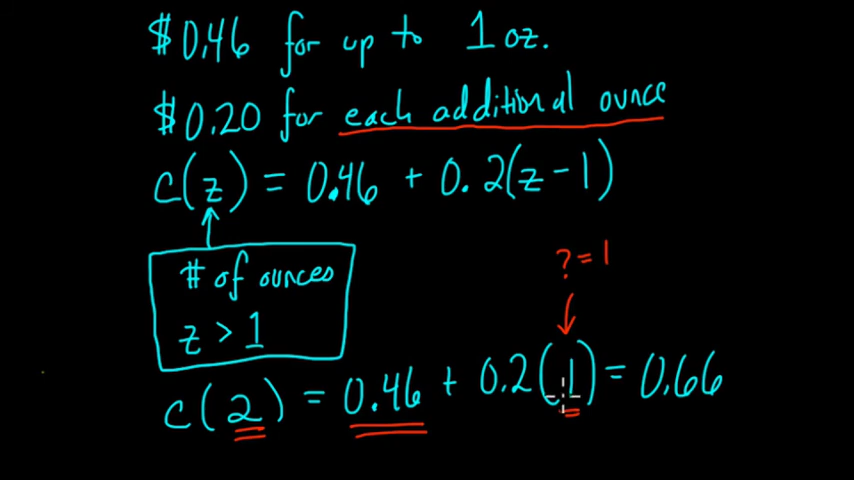 $0.46 for up to 1 oz.
$0.20 for each additional ounce
c(z) = 0.46 + 0.2(z - 1)
# of ounces
z > 1
? = 1
c(2) = 0.46 + 0.2(1) = 0.66